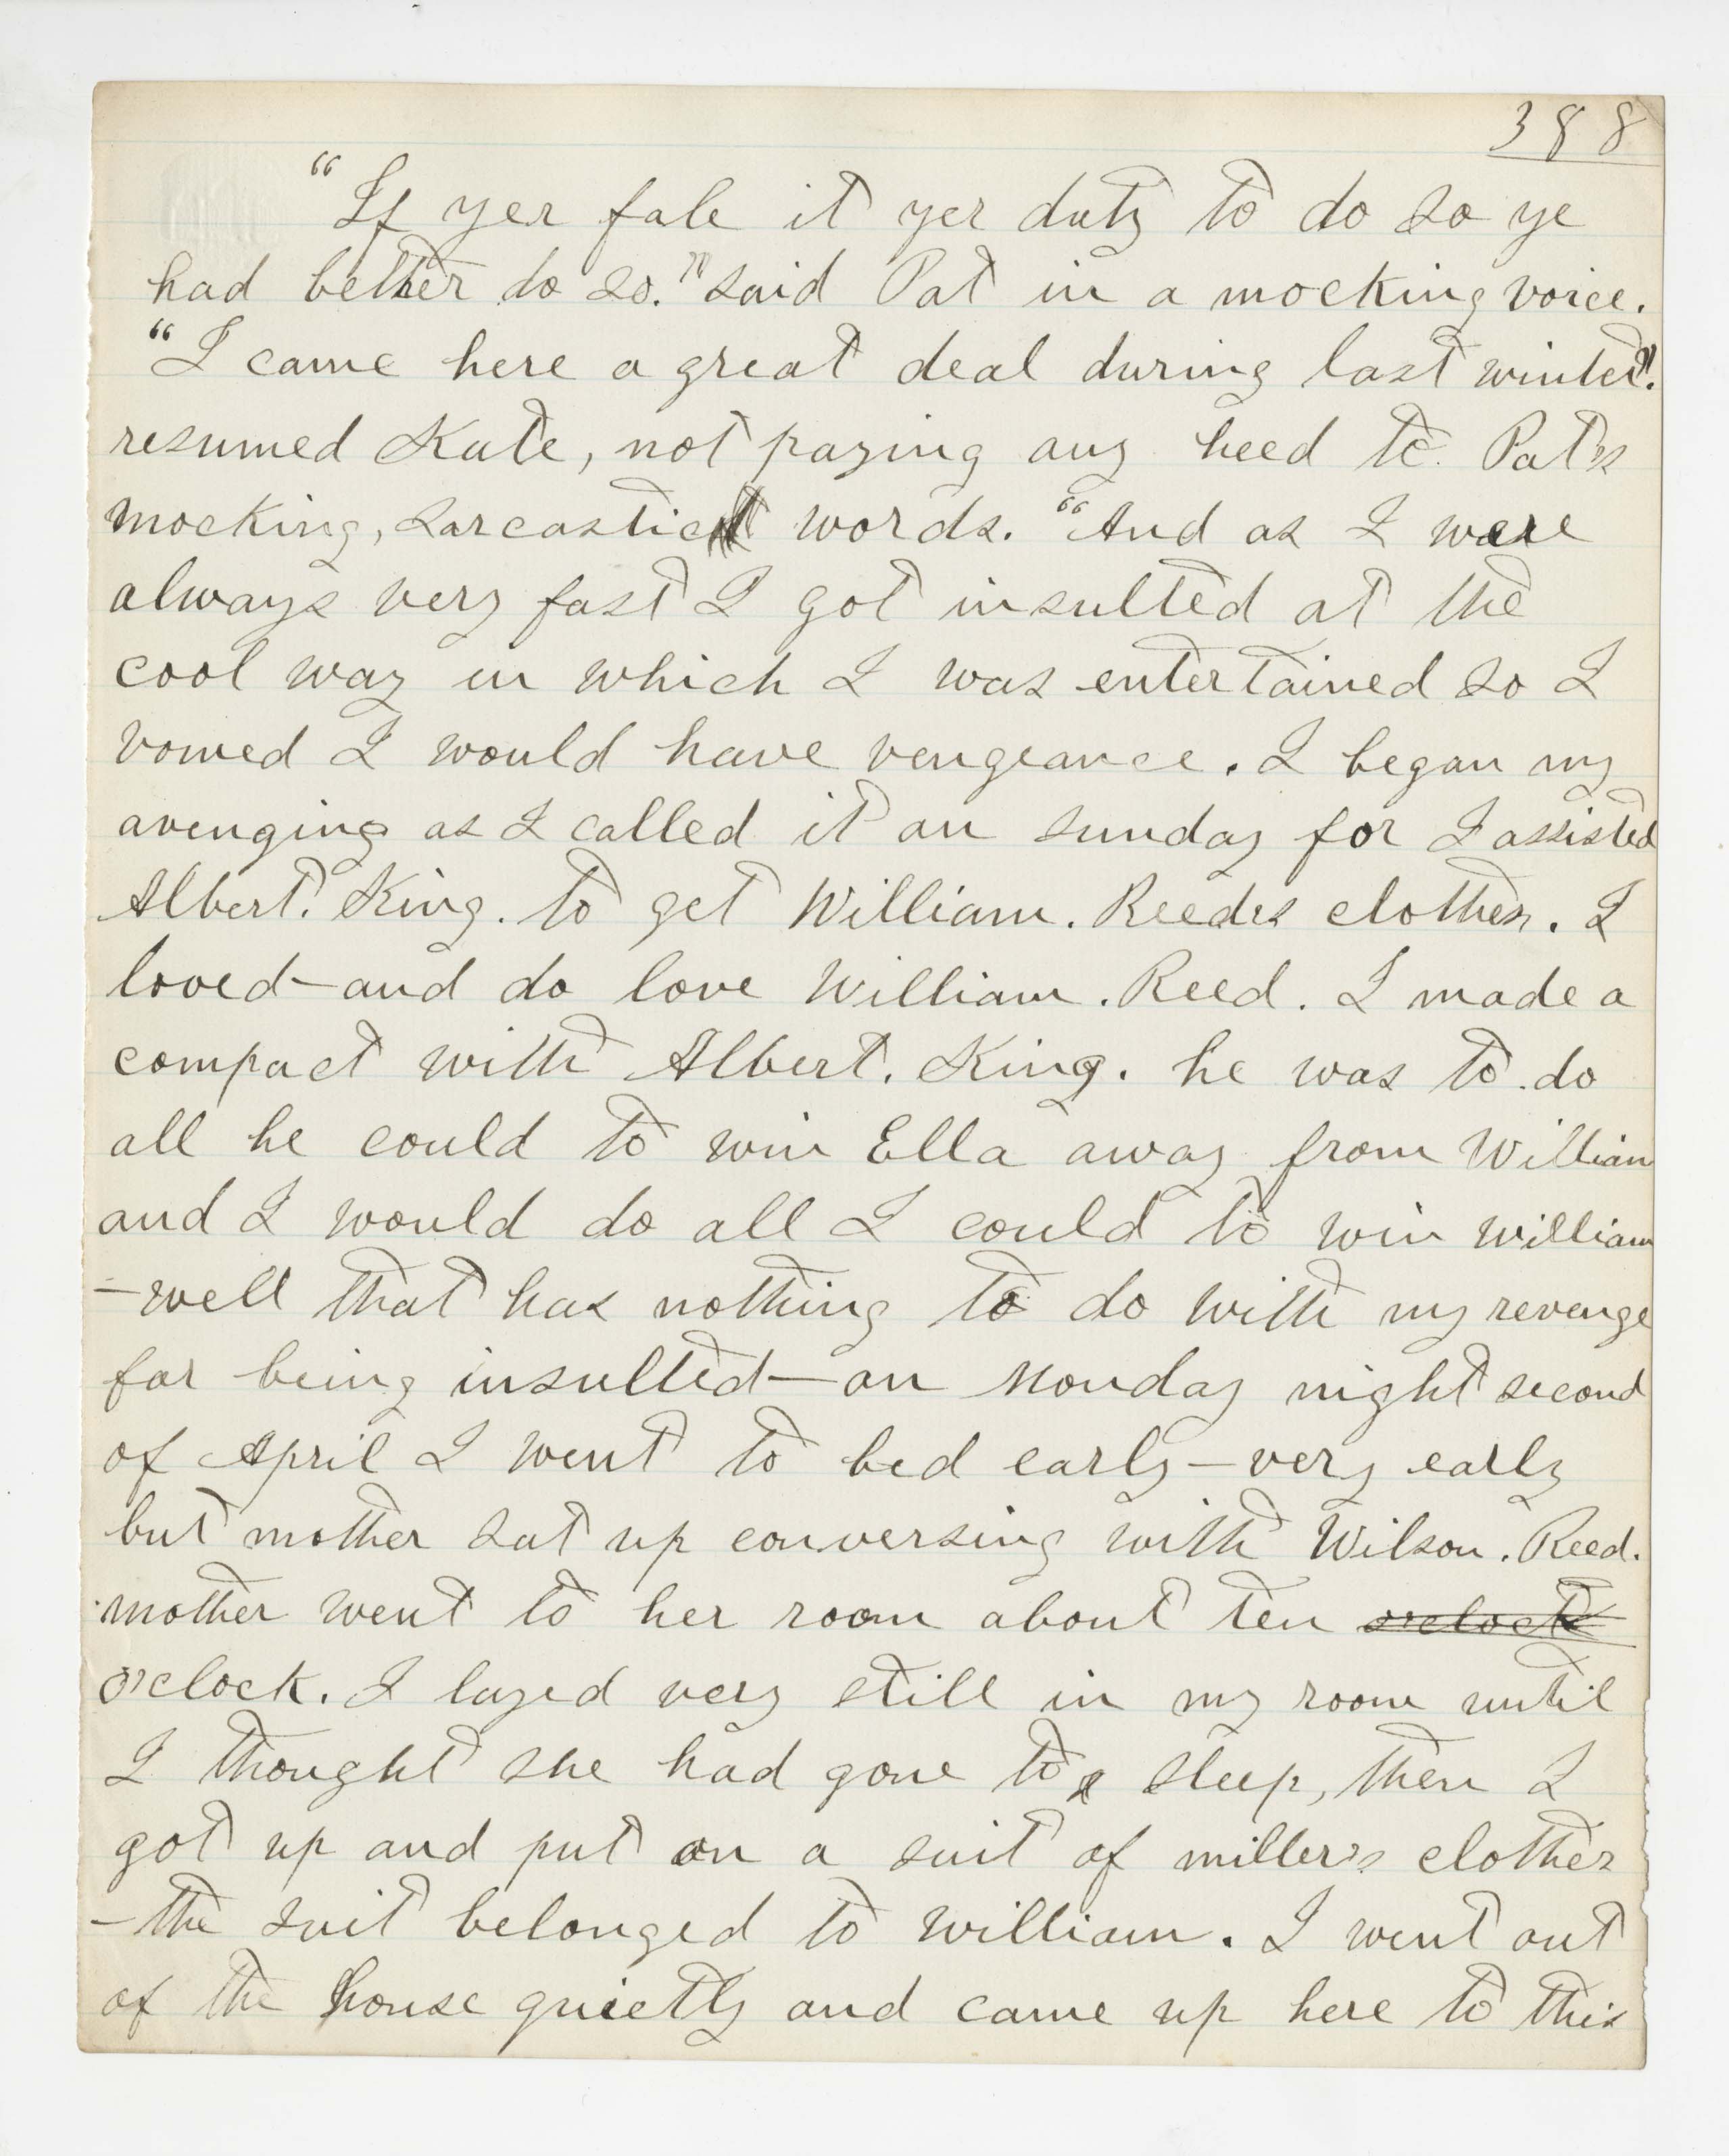 388
"If yer fale it yer duty to do so ye
had better do so." said Pat in a mocking voice.
"I came here a great deal during last winter".
resumed Kate, not paying any heed to Pat's
mocking, sarcastic words. "And as I were
always very fast I got insulted at the
cool way in which I was entertained so I
vowed I would have vengeance. I began my
avenging as I called it on sunday for I assisted
Albert. King. to get William. Reedes clothes. I
loved—and do love William. Reed. I made a
compact with Albert. King. he was to do
all he could to win Ella away from William
and I would do all I could to win William
—well that has nothing to do with my revenge
for being insulted—on Monday night second
of April I went to bed early—very early
but mother sat up conversing with Wilson. Reed.
mother went to her room about ten o'clock
o'clock. I layed very still in my room until
I thought she had gone to sleep, then I
got up and put on a suit of miller's clothes
—the suit belonged to William. I went out
of the house quietly and came up here to this